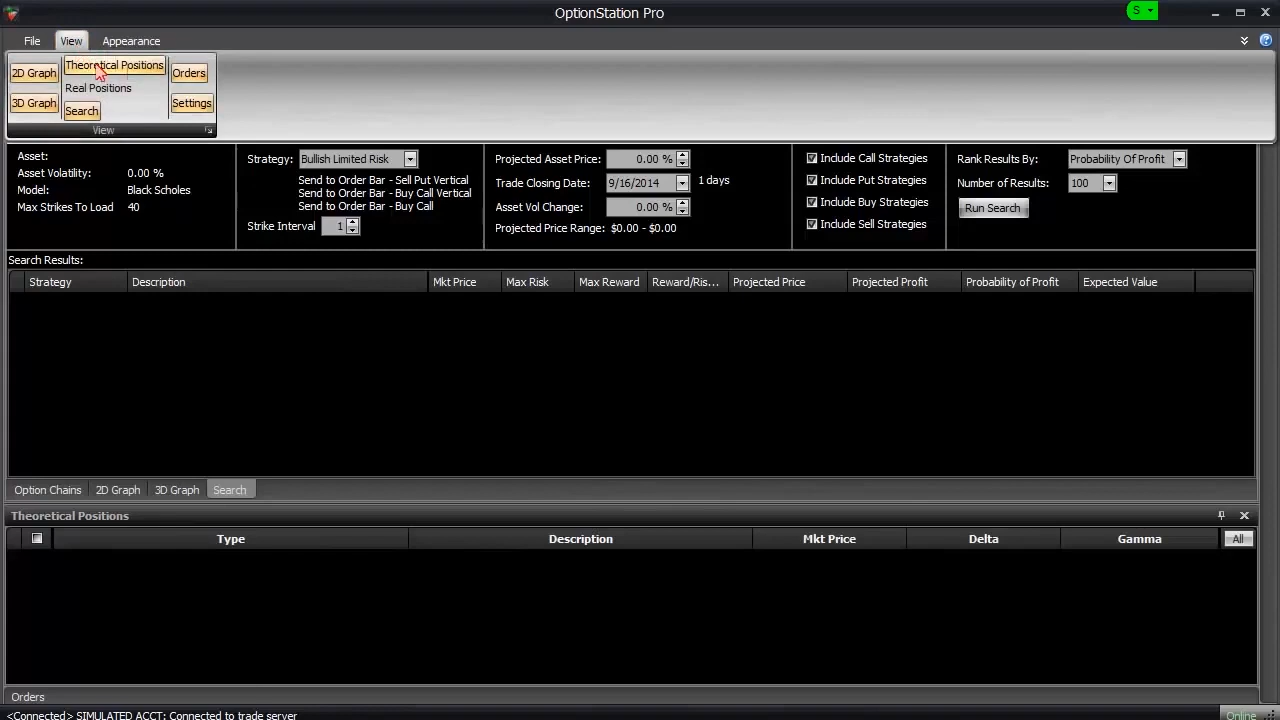 OptionStation Pro
S
File View Appearance
2D Graph Theoretical Positions Orders
Real Positions
3D Graph Search Settings
View
Asset:
Asset Volatility: 0.00 %
Model: Black Scholes
Max Strikes To Load 40
Strategy: Bullish Limited Risk
Send to Order Bar - Sell Put Vertical
Send to Order Bar - Buy Call Vertical
Send to Order Bar - Buy Call
Strike Interval 1
Projected Asset Price: 0.00 %
Trade Closing Date: 9/16/2014 1 days
Asset Vol Change: 0.00 %
Projected Price Range: $0.00 - $0.00
Include Call Strategies
Include Put Strategies
Include Buy Strategies
Include Sell Strategies
Rank Results By: Probability Of Profit
Number of Results: 100
Run Search
Search Results:
Strategy Description Mkt Price Max Risk Max Reward Reward/Ris... Projected Price Projected Profit Probability of Profit Expected Value
Option Chains 2D Graph 3D Graph Search
Theoretical Positions
Type Description Mkt Price Delta Gamma All
Orders
<Connected> SIMULATED ACCT: Connected to trade server Online